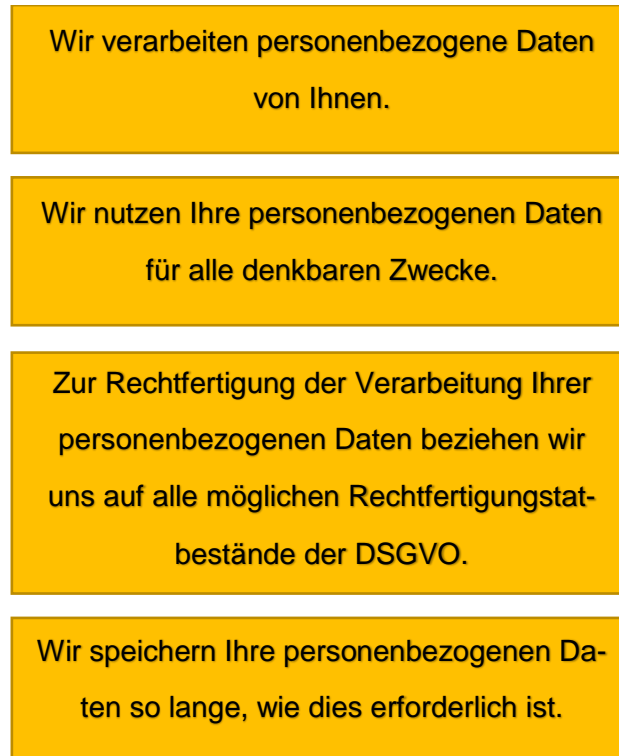 Wir verarbeiten personenbezogene Daten
von Ihnen.
Wir nutzen Ihre personenbezogenen Daten
für alle denkbaren Zwecke.
Zur Rechtfertigung der Verarbeitung Ihrer
personenbezogenen Daten beziehen wir
uns auf alle möglichen Rechtfertigungstat-
bestände der DSGVO.
Wir speichern Ihre personenbezogenen Da-
ten so lange, wie dies erforderlich ist.